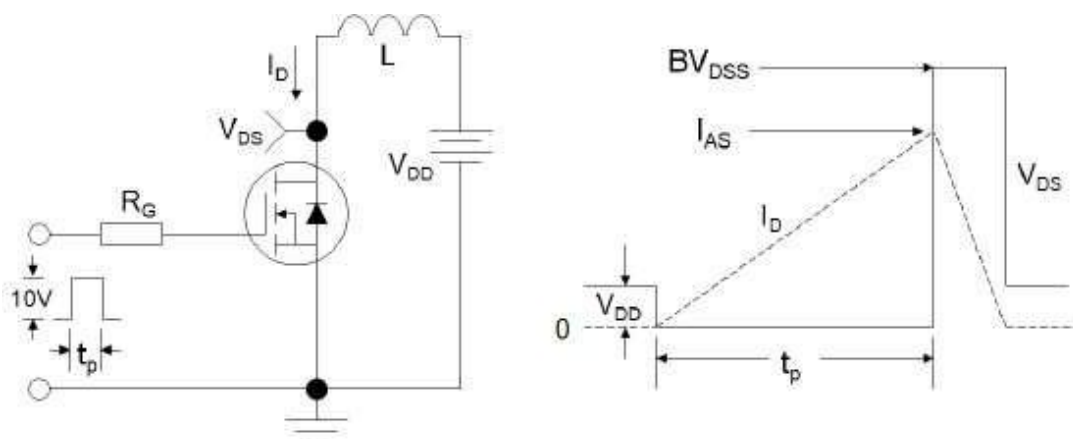 L
I_D
V_DS
V_DD
R_G
10V
t_p
BV_DSS
I_AS
V_DS
I_D
V_DD
0
t_p